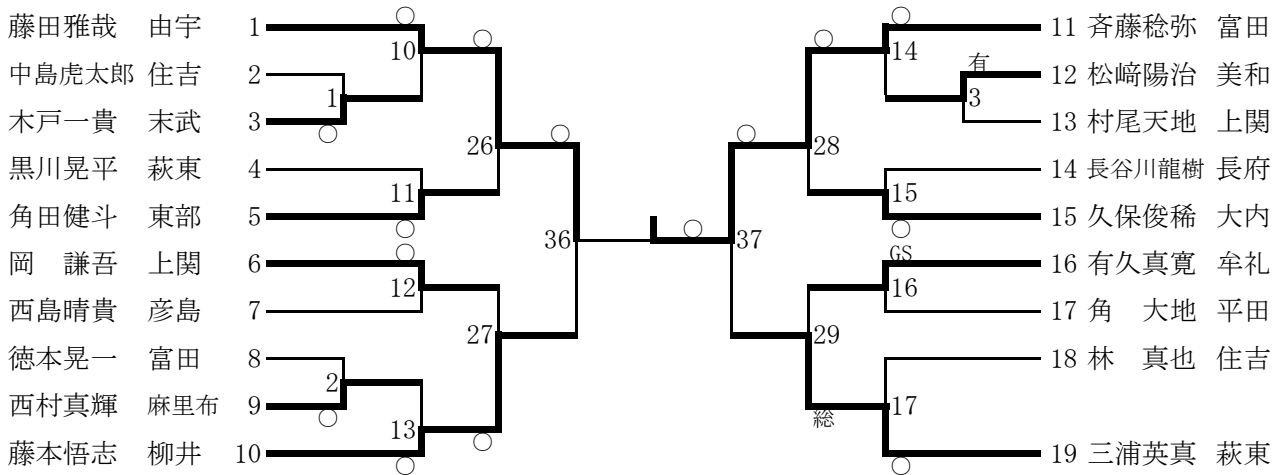 藤田雅哉 由宇 1
中島虎太郎 住吉 2
木戸一貴 末武 3
黒川晃平 萩東 4
角田健斗 東部 5
岡 謙吾 上関 6
西島晴貴 彦島 7
徳本晃一 富田 8
西村真輝 麻里布 9
藤本悟志 柳井 10
○
10
○
1
○
26
○
11
○
○
12
27
36
2
○
13
○
○
○
○
14
有
3
○
28
○
15
○
37
GS
16
29
17
総
○
11 斉藤稔弥 富田
12 松﨑陽治 美和
13 村尾天地 上関
14 長谷川龍樹 長府
15 久保俊稀 大内
16 有久真寛 牟礼
17 角 大地 平田
18 林 真也 住吉
19 三浦英真 萩東